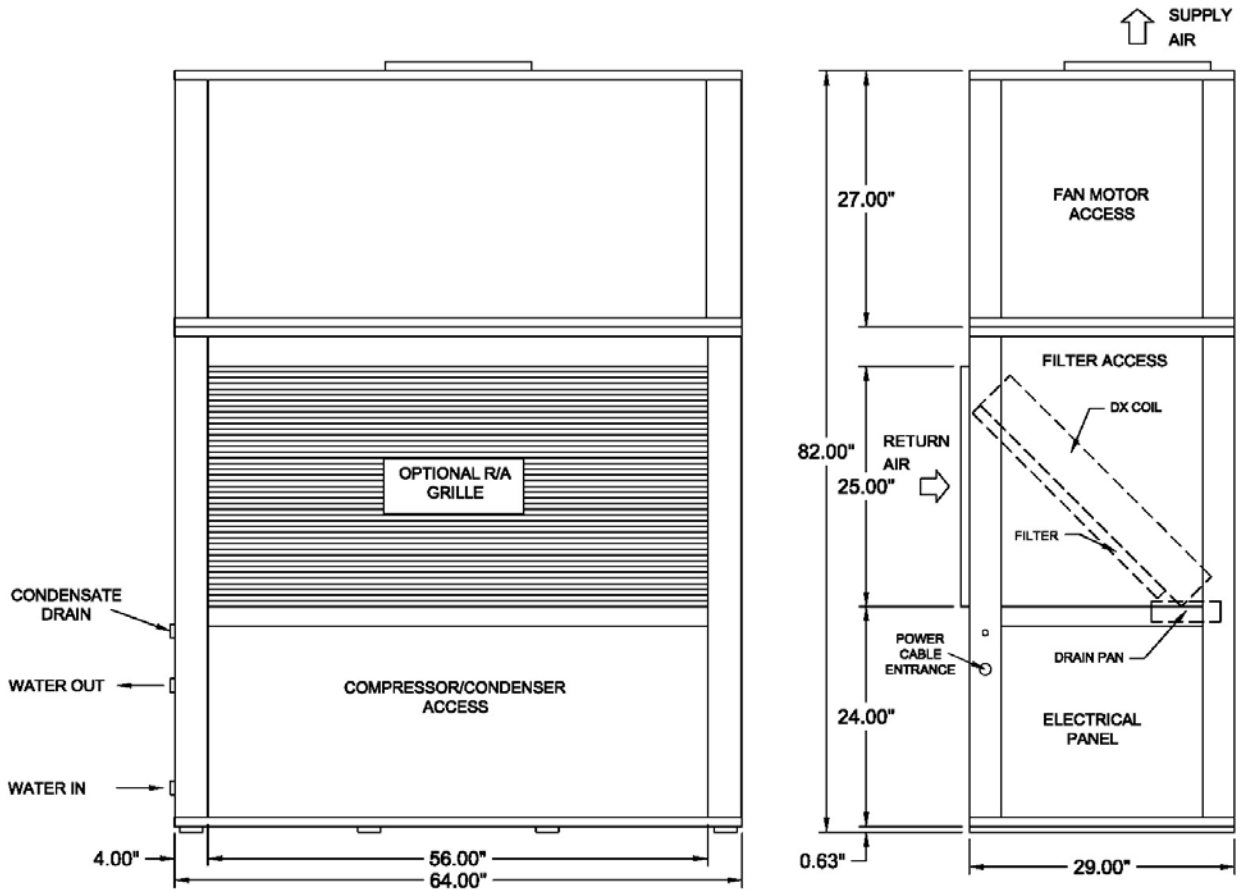 SUPPLY
AIR
27.00"
FAN MOTOR
ACCESS
FILTER ACCESS
DX COIL
82.00"
RETURN
AIR
25.00"
OPTIONAL R/A
GRILLE
FILTER
CONDENSATE
DRAIN
POWER
CABLE
ENTRANCE
DRAIN PAN
WATER OUT
COMPRESSOR/CONDENSER
ACCESS
24.00"
ELECTRICAL
PANEL
WATER IN
4.00"
56.00"
64.00"
0.63"
29.00"